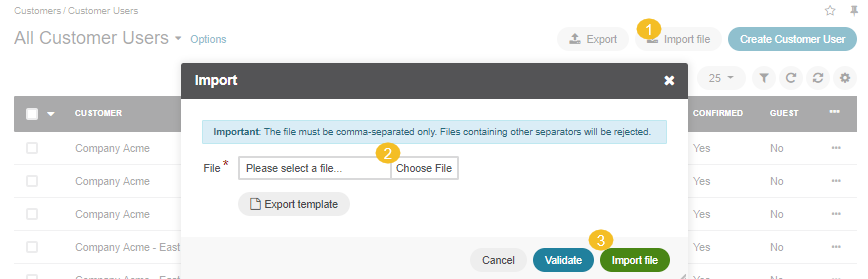 Customers / Customer Users
All Customer Users Options
1
Export Import file Create Customer User
25
Import
Important: The file must be comma-separated only. Files containing other separators will be rejected.
2
File * Please select a file... Choose File
Export template
3
Cancel Validate Import file
CUSTOMER CONFIRMED GUEST
Company Acme Yes No
Company Acme Yes No
Company Acme Yes No
Company Acme - East Yes No